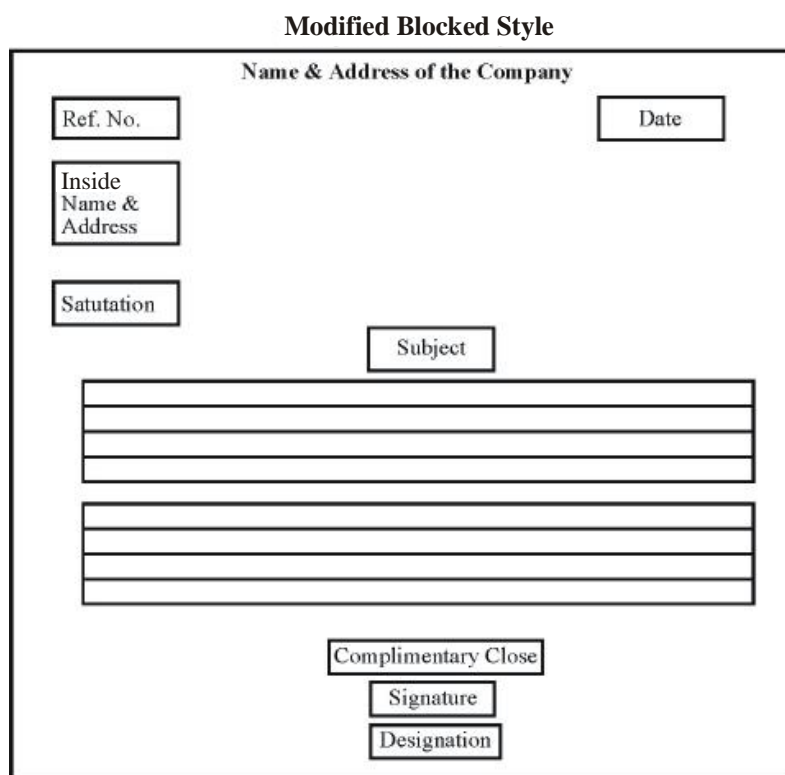 Modified Blocked Style
Name & Address of the Company
Ref. No.
Date
Inside
Name &
Address
Satutation
Subject
Complimentary Close
Signature
Designation